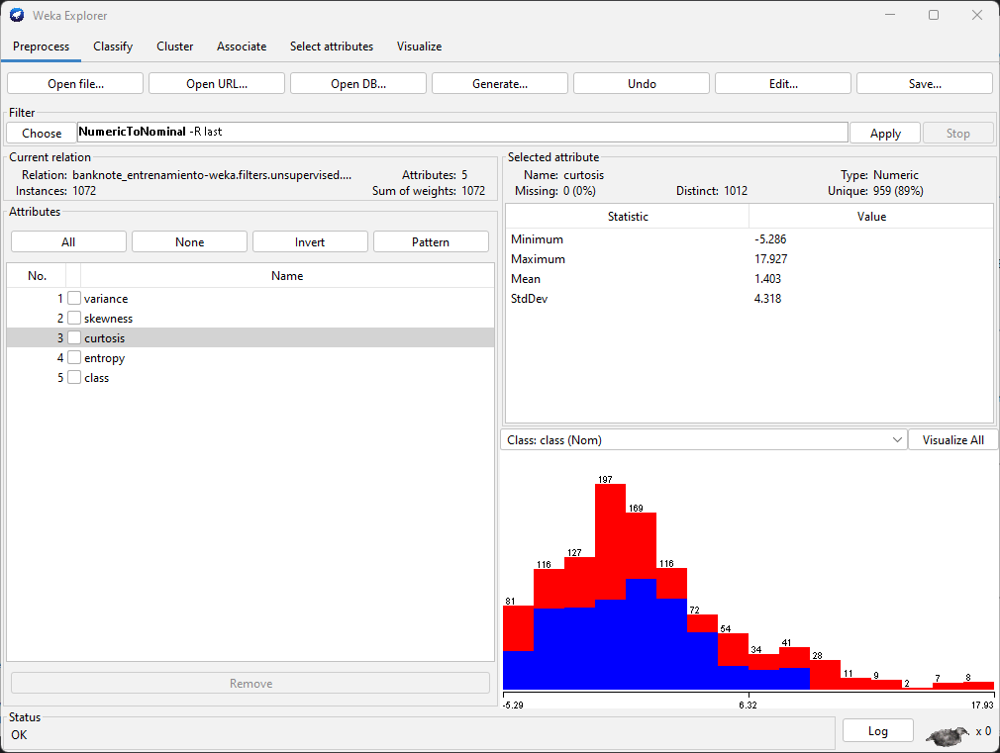 Weka Explorer
Preprocess Classify Cluster Associate Select attributes Visualize
Open file... Open URL... Open DB... Generate... Undo Edit... Save...
Filter
Choose NumericToNominal -R last Apply Stop
Current relation
Relation: banknote_entrenamiento-weka.filters.unsupervised.... Attributes: 5
Instances: 1072 Sum of weights: 1072
Attributes
All None Invert Pattern
No. Name
1 variance
2 skewness
3 curtosis
4 entropy
5 class
Remove
Selected attribute
Name: curtosis Type: Numeric
Missing: 0 (0%) Distinct: 1012 Unique: 959 (89%)
Statistic Value
Minimum -5.286
Maximum 17.927
Mean 1.403
StdDev 4.318
Class: class (Nom) Visualize All
81 116 127 197 169 116 72 54 34 41 28 11 9 2 7 8
-5.29 6.32 17.93
Status
OK
Log x 0